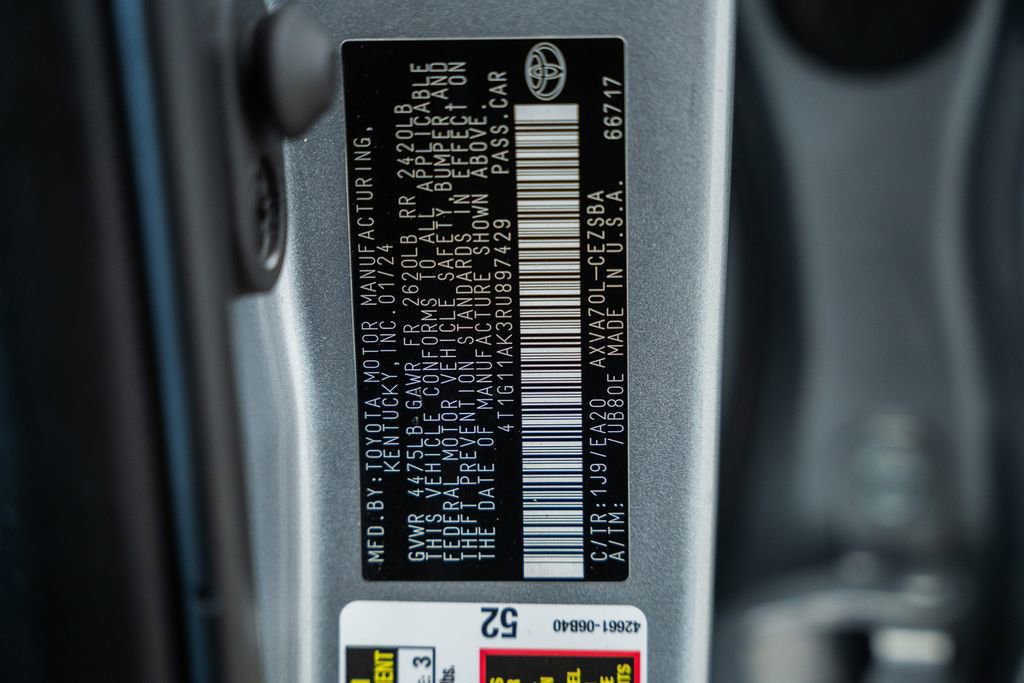 MFD.BY:TOYOTA MOTOR MANUFACTURING,
KENTUCKY,INC.01/24
GVWR 4475LB GAWR FR 2620LB RR 2420LB
THIS VEHICLE CONFORMS TO ALL APPLICABLE
FEDERAL MOTOR VEHICLE SAFETY,BUMPER AND
THEFT PREVENTION STANDARDS IN EFFECT ON
THE DATE OF MANUFACTURE SHOWN ABOVE.
4T1G11AK3RU897429 PASS.CAR
C/TR:1J9/EA20 AXVA70L-CEZSBA 66717
A/TM: /UB80E MADE IN U.S.A.
52
42661-06B40
3
lbs.